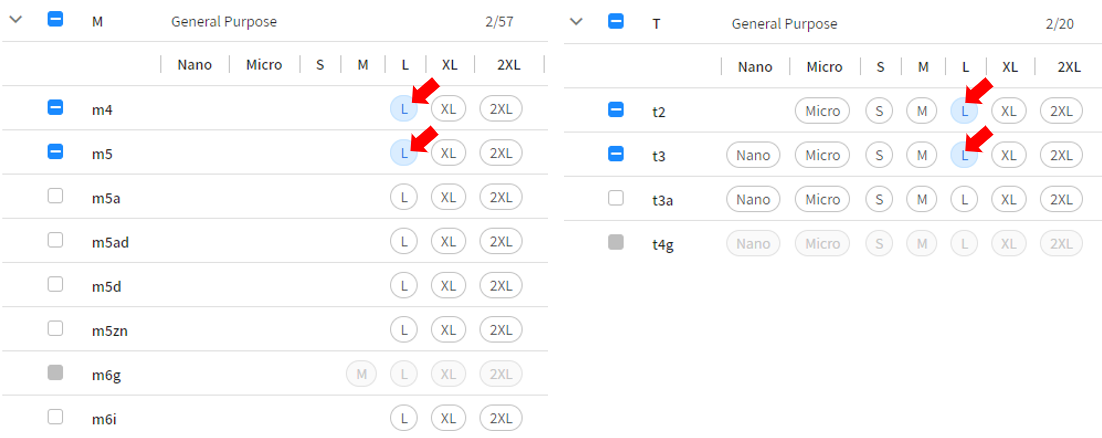 M General Purpose 2/57
Nano Micro S M L XL 2XL
m4 L XL 2XL
m5 L XL 2XL
m5a L XL 2XL
m5ad L XL 2XL
m5d L XL 2XL
m5zn L XL 2XL
m6g M L XL 2XL
m6i L XL 2XL
T General Purpose 2/20
Nano Micro S M L XL 2XL
t2 Micro S M L XL 2XL
t3 Nano Micro S M L XL 2XL
t3a Nano Micro S M L XL 2XL
t4g Nano Micro S M L XL 2XL